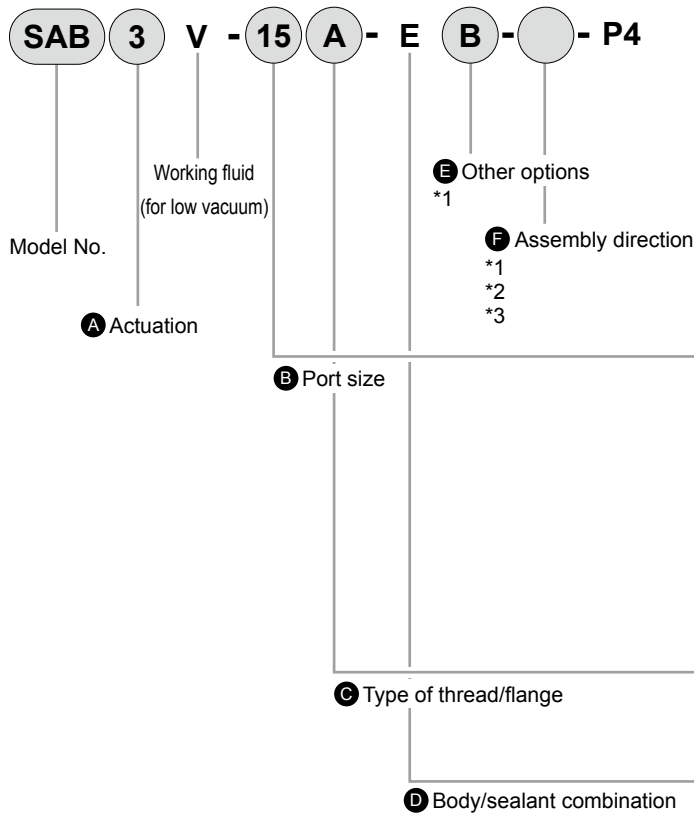 SAB 3 V - 15 A - E B - - P4
Working fluid
(for low vacuum)
E Other options
*1
Model No.
F Assembly direction
*1
*2
*3
A Actuation
B Port size
C Type of thread/flange
D Body/sealant combination